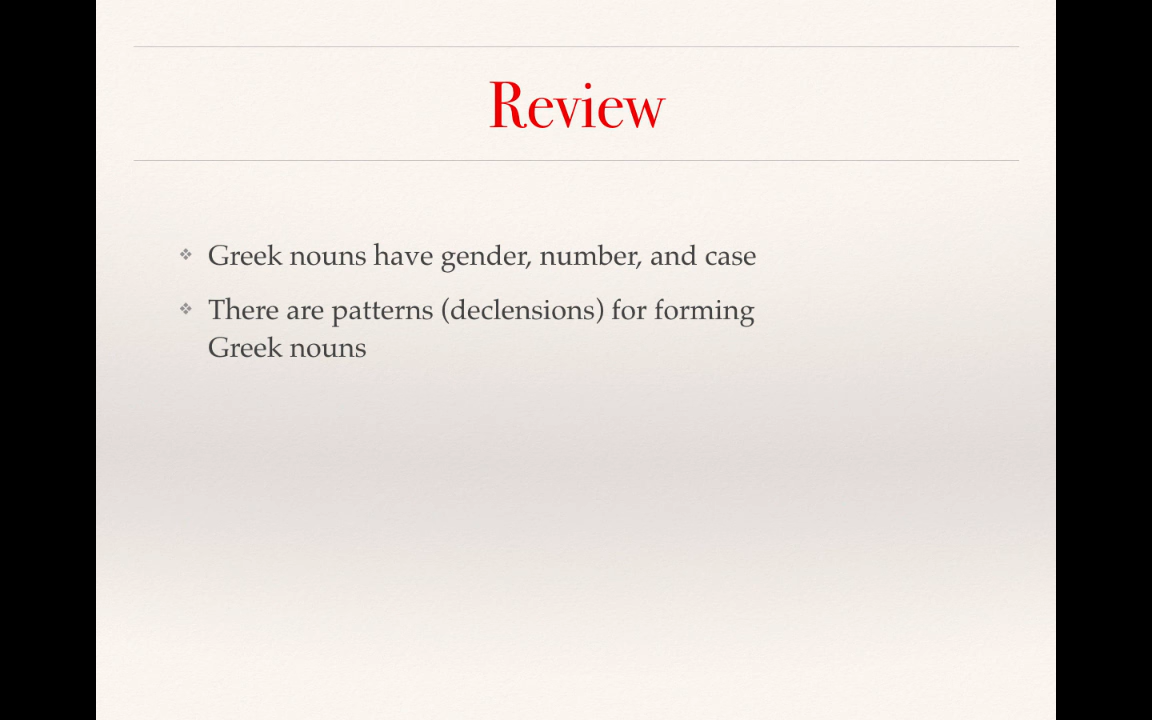 Review
Greek nouns have gender, number, and case
There are patterns (declensions) for forming
Greek nouns